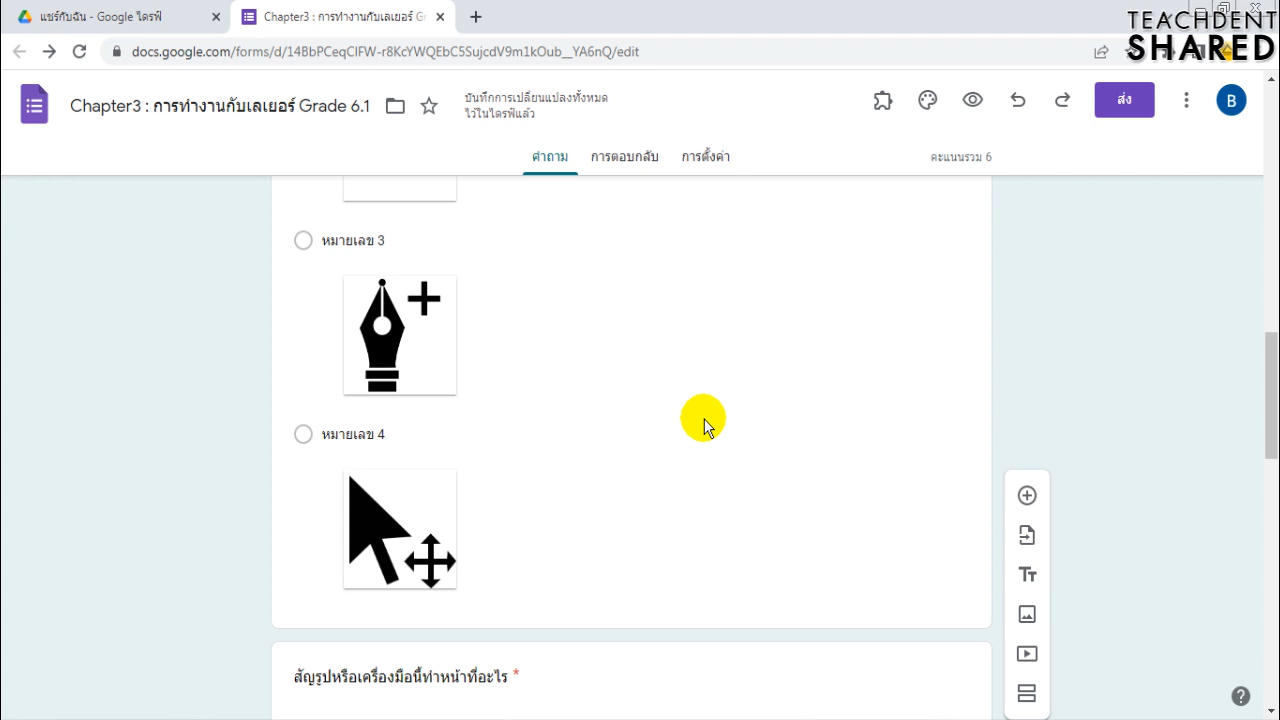 แชร์กับฉัน - Google ไดรฟ์
Chapter3 : การทำงานกับเลเยอร์ Gr
TEACHDENT
SHARED
docs.google.com/forms/d/14BbPCeqCIFW-r8KcYWQEbC5SujcdV9m1kOub__YA6nQ/edit
Chapter3 : การทำงานกับเลเยอร์ Grade 6.1
บันทึกการเปลี่ยนแปลงทั้งหมด
ไว้ในไดรฟ์แล้ว
ส่ง
B
คำถาม การตอบกลับ การตั้งค่า
คะแนนรวม 6
หมายเลข 3
หมายเลข 4
สัญรูปหรือเครื่องมือนี้ทำหน้าที่อะไร *